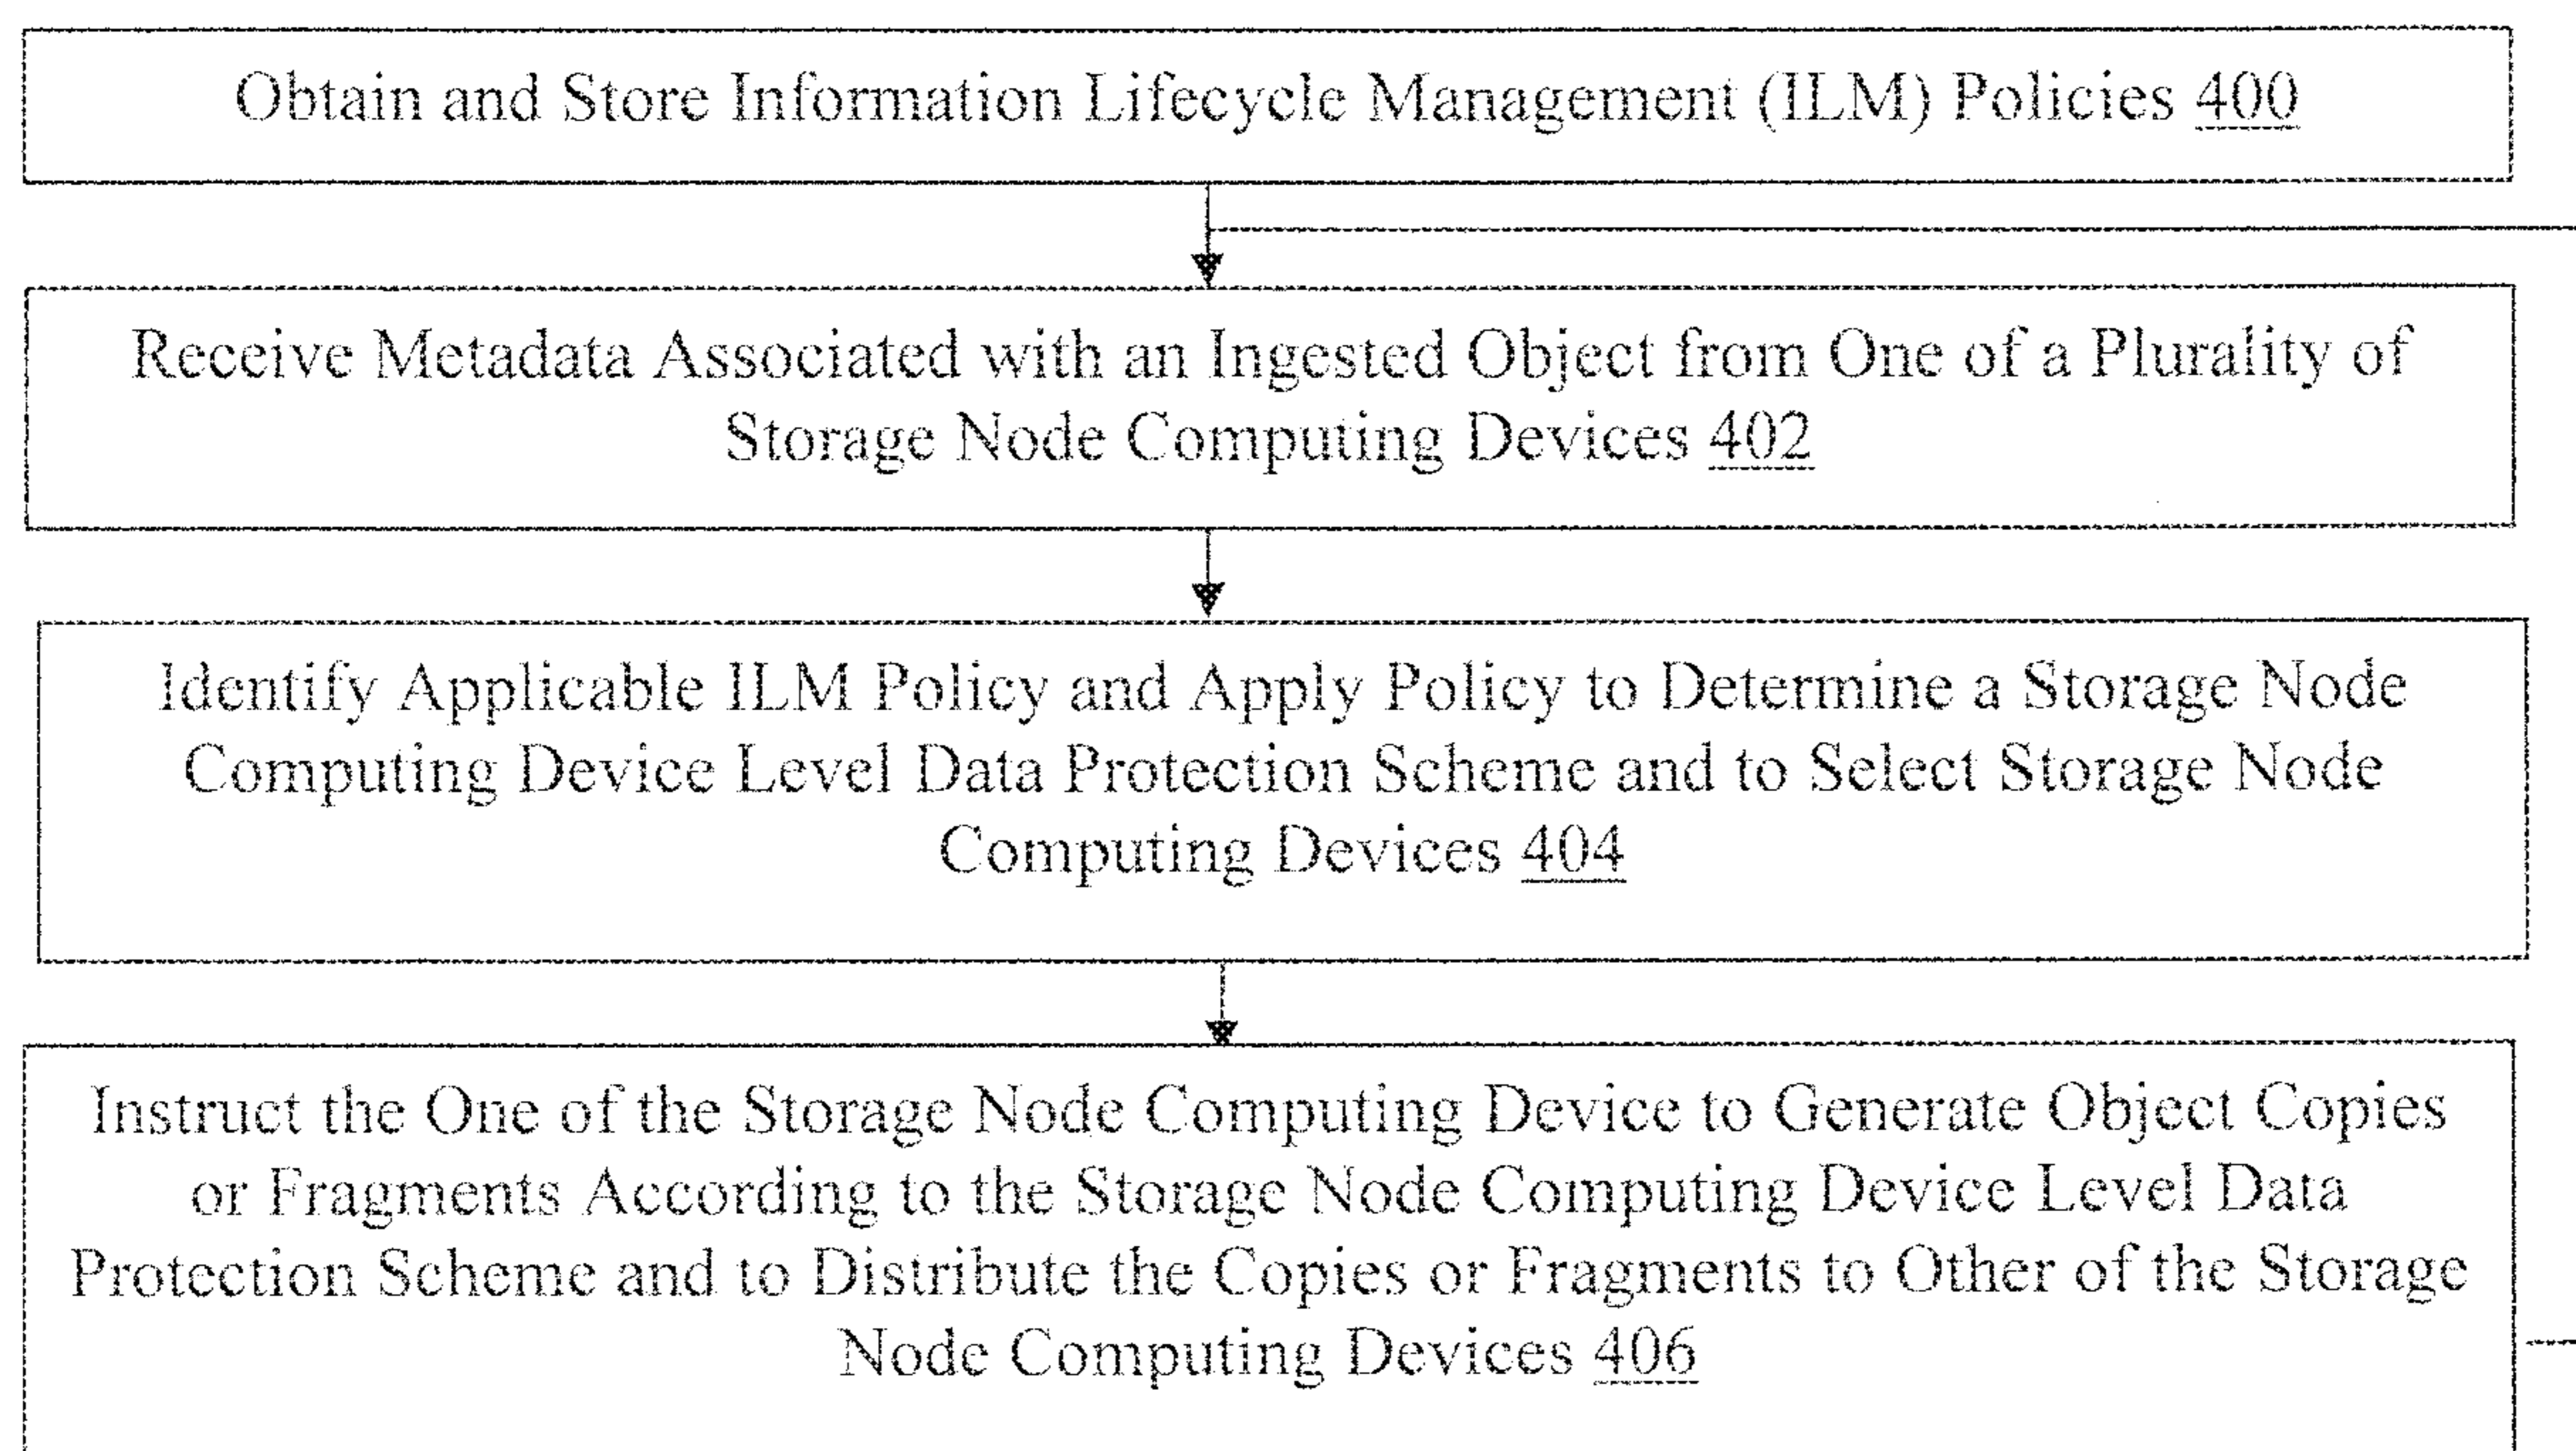 Obtain and Store Information Lifecycle Management (ILM) Policies 400
Receive Metadata Associated with an Ingested Object from One of a Plurality of
Storage Node Computing Devices 402
Identify Applicable ILM Policy and Apply Policy to Determine a Storage Node
Computing Device Level Data Protection Scheme and to Select Storage Node
Computing Devices 404
Instruct the One of the Storage Node Computing Device to Generate Object Copies
or Fragments According to the Storage Node Computing Device Level Data
Protection Scheme and to Distribute the Copies or Fragments to Other of the Storage
Node Computing Devices 406